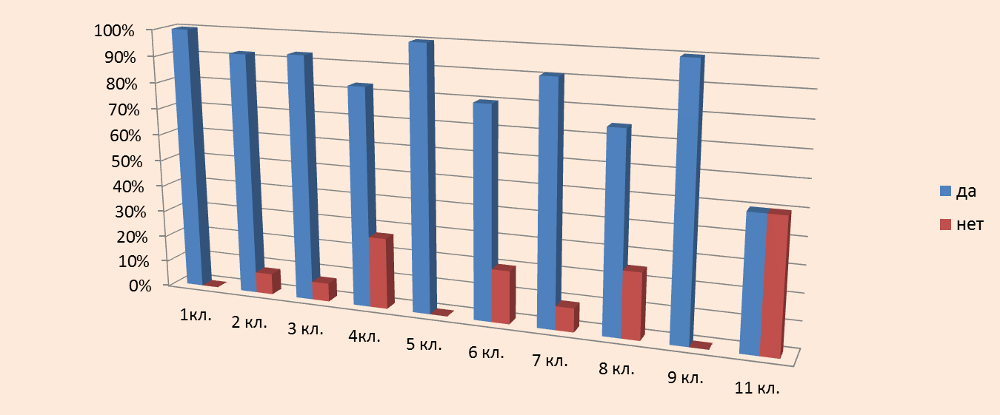 100%
90%
80%
70%
60%
50%
40%
30%
20%
10%
0%
1кл.
2 кл.
3 кл.
4кл.
5 кл.
6 кл.
7 кл.
8 кл.
9 кл.
11 кл.
да
нет